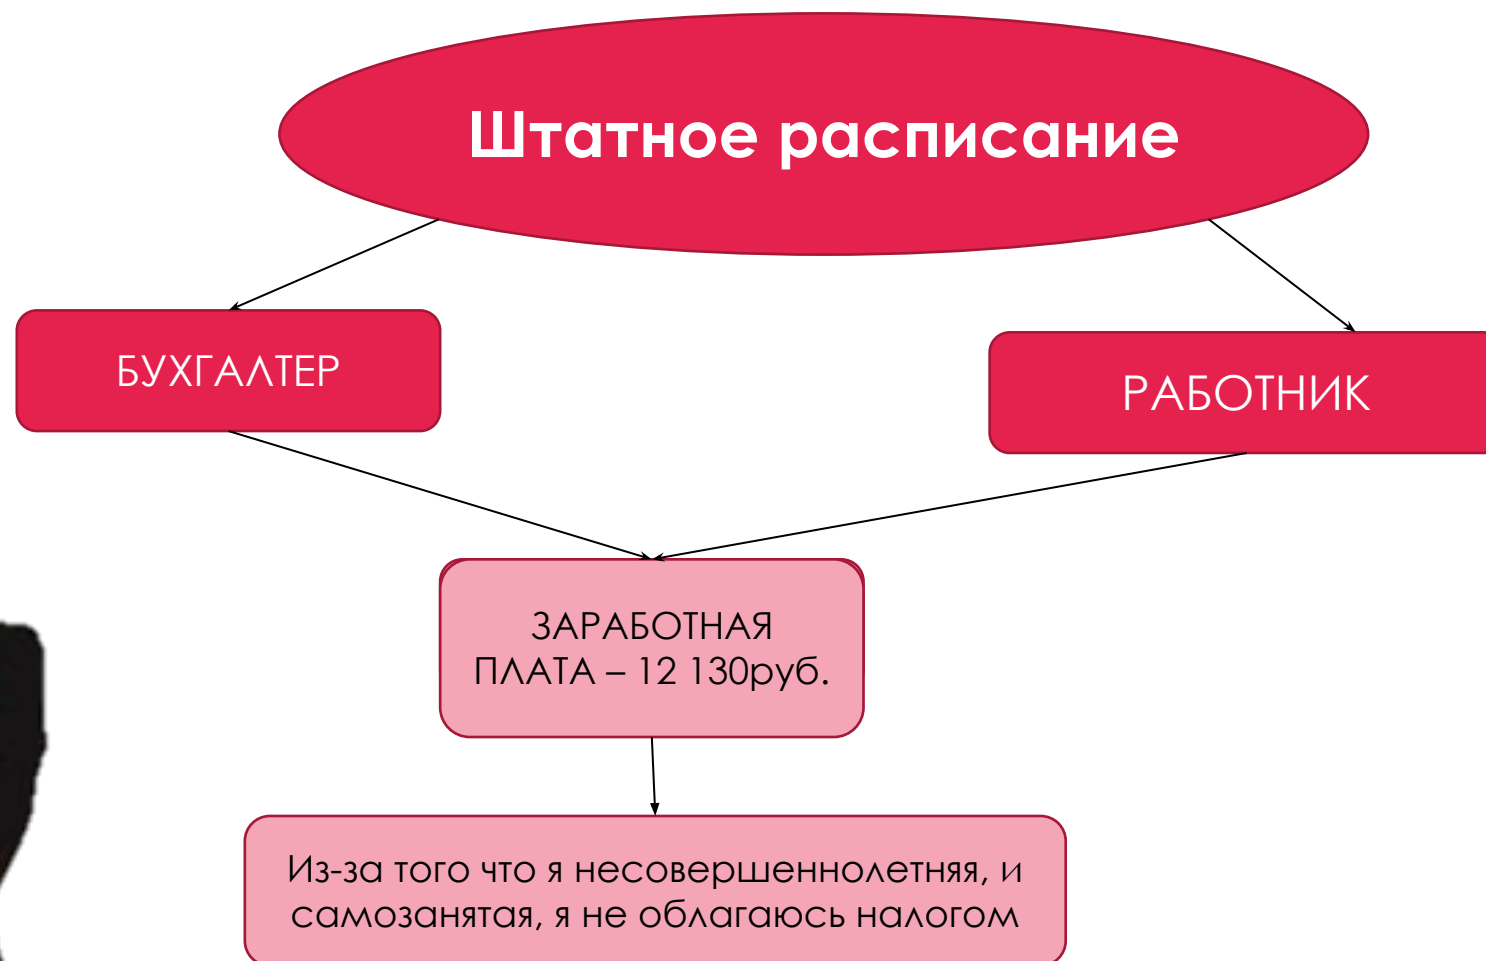 Штатное расписание
БУХГАЛТЕР
РАБОТНИК
ЗАРАБОТНАЯ
ПЛАТА – 12 130руб.
Из-за того что я несовершеннолетняя, и
самозанятая, я не облагаюсь налогом